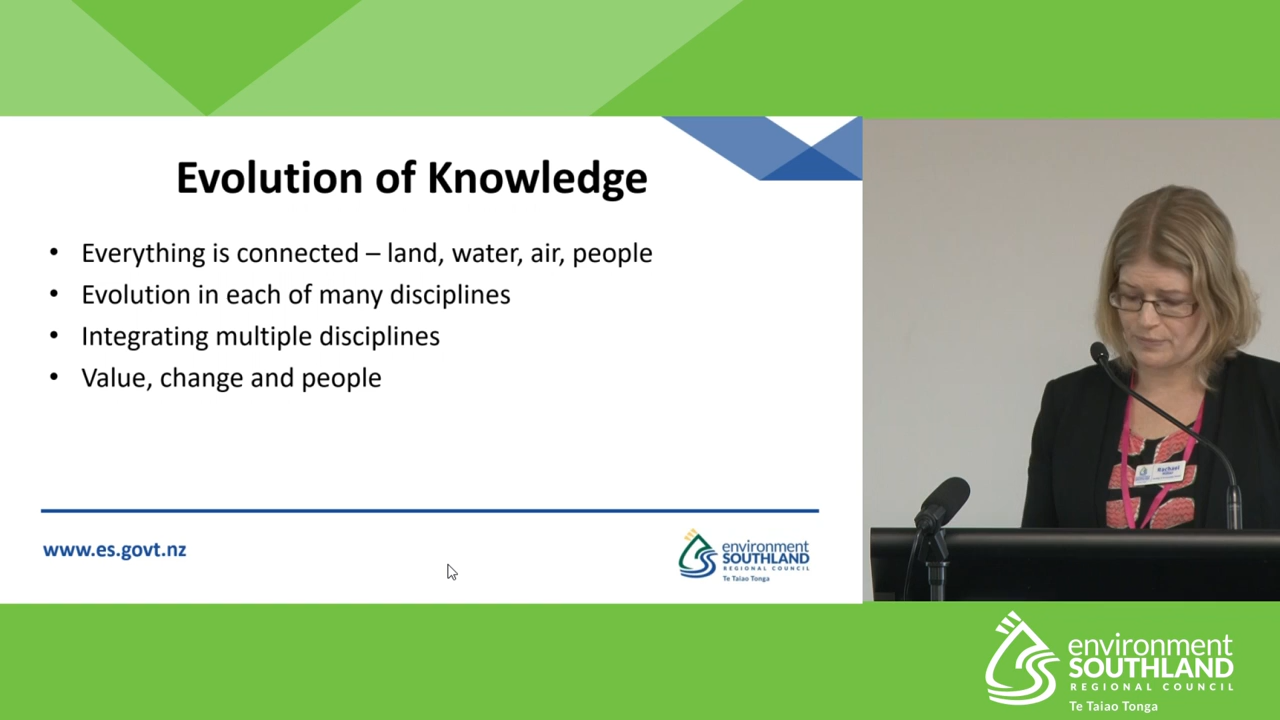 Evolution of Knowledge
• Everything is connected – land, water, air, people
• Evolution in each of many disciplines
• Integrating multiple disciplines
• Value, change and people
www.es.govt.nz
environment
SOUTHLAND
REGIONAL COUNCIL
Te Taiao Tonga
Rachael
environment
SOUTHLAND
REGIONAL COUNCIL
Te Taiao Tonga